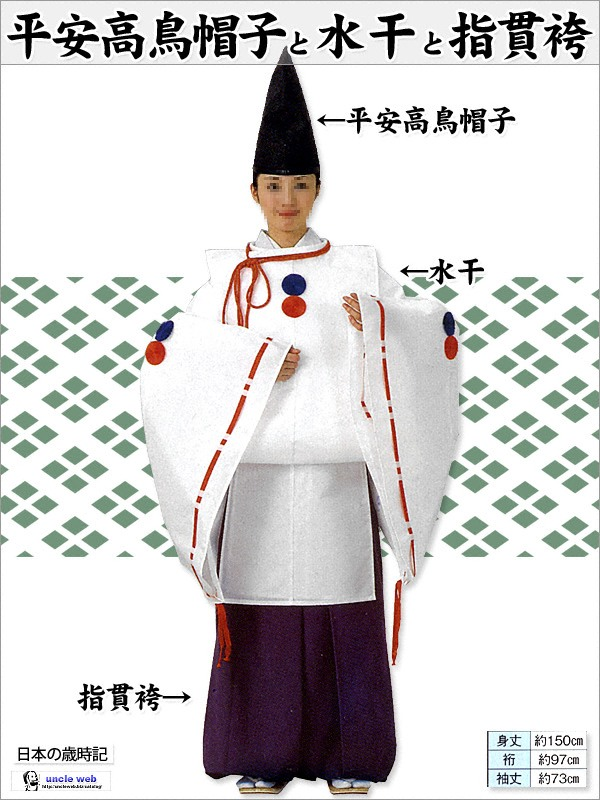 平安高烏帽子と水干と指貫袴
←平安高烏帽子
←水干
指貫袴→
日本の歳時記
uncle web
身丈 約150㎝
裄 約97㎝
袖丈 約73㎝